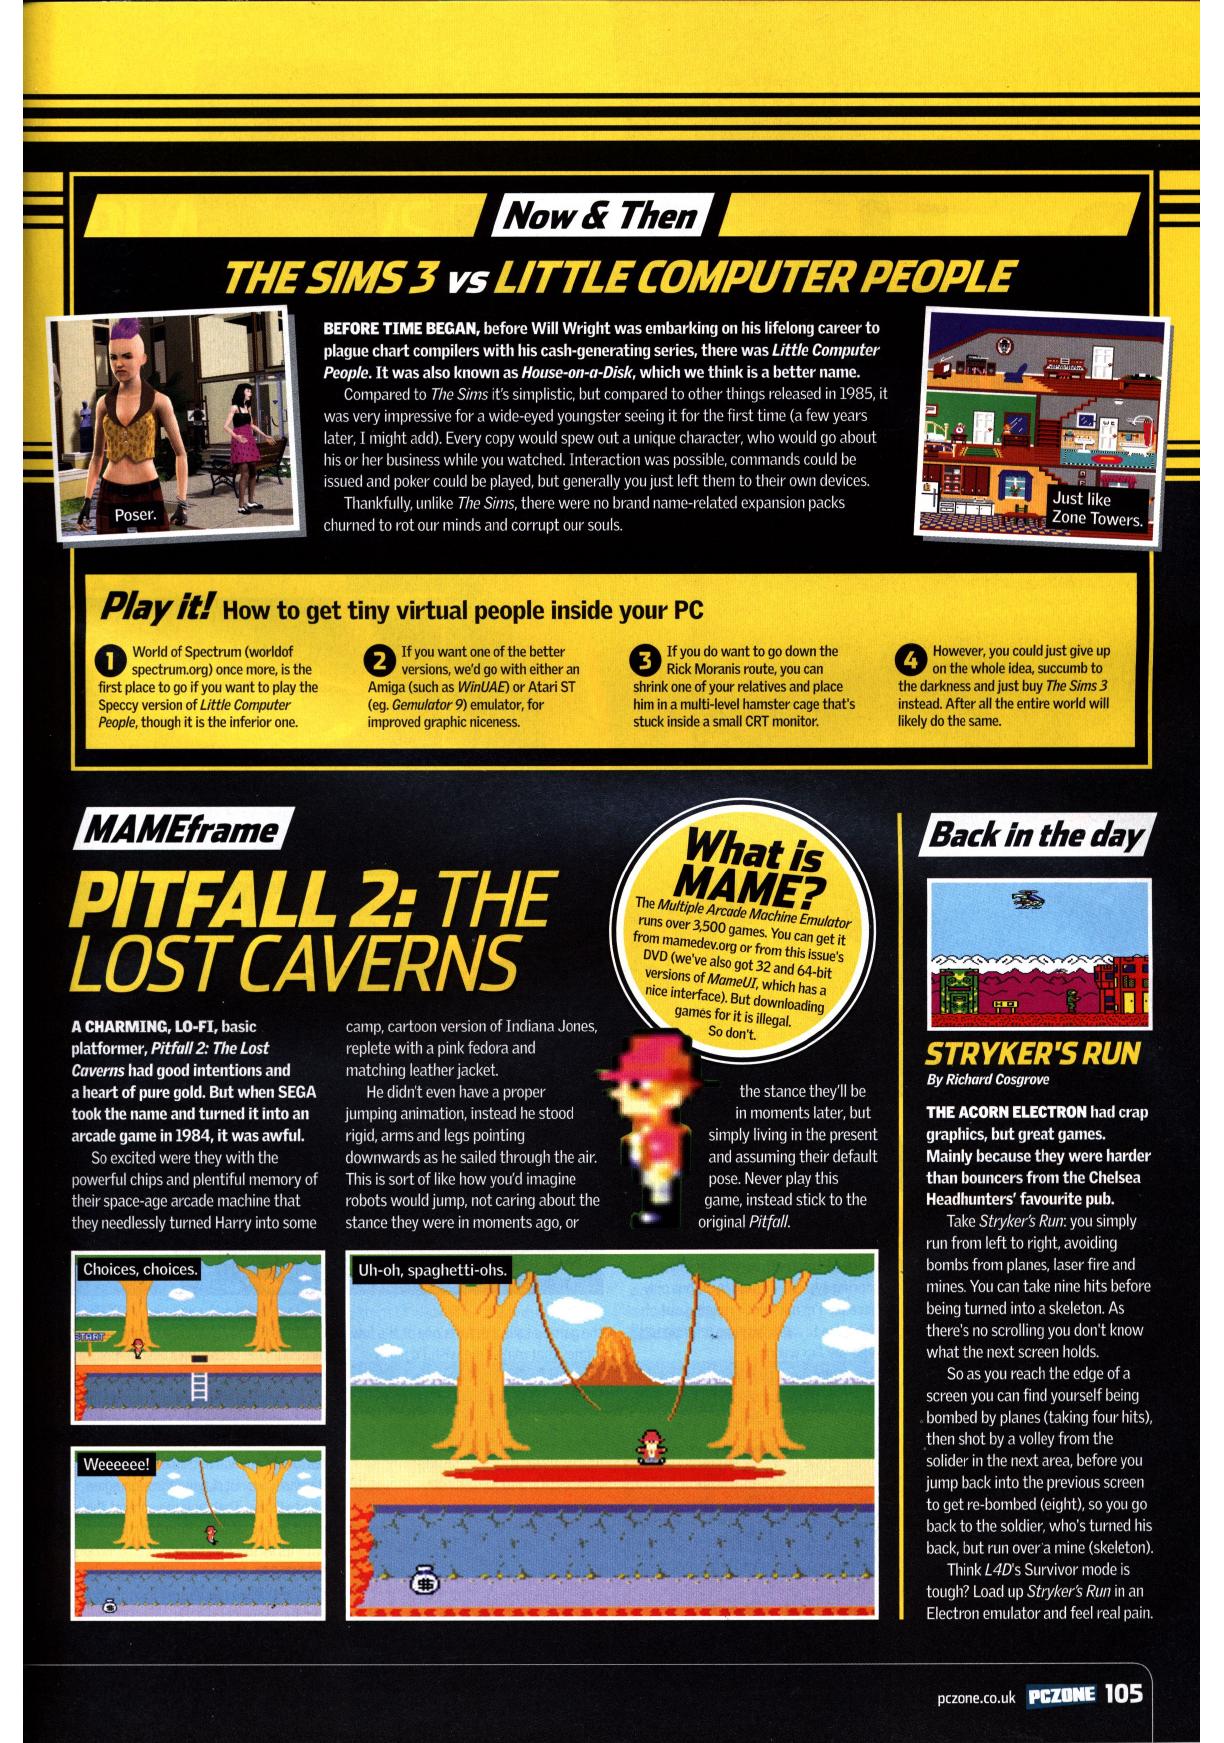 Now & Then
THE SIMS 3 vs LITTLE COMPUTER PEOPLE
Poser.
BEFORE TIME BEGAN, before Will Wright was embarking on his lifelong career to
plague chart compilers with his cash-generating series, there was Little Computer
People. It was also known as House-on-a-Disk, which we think is a better name.
Compared to The Sims it's simplistic, but compared to other things released in 1985, it
was very impressive for a wide-eyed youngster seeing it for the first time (a few years
later, I might add). Every copy would spew out a unique character, who would go about
his or her business while you watched. Interaction was possible, commands could be
issued and poker could be played, but generally you just left them to their own devices.
Thankfully, unlike The Sims, there were no brand name-related expansion packs
churned to rot our minds and corrupt our souls.
Just like
Zone Towers.
Play it! How to get tiny virtual people inside your PC
1 World of Spectrum (worldof
spectrum.org) once more, is the
first place to go if you want to play the
Speccy version of Little Computer
People, though it is the inferior one.
2 If you want one of the better
versions, we'd go with either an
Amiga (such as WinUAE) or Atari ST
(eg. Gemulator 9) emulator, for
improved graphic niceness.
3 If you do want to go down the
Rick Moranis route, you can
shrink one of your relatives and place
him in a multi-level hamster cage that's
stuck inside a small CRT monitor.
4 However, you could just give up
on the whole idea, succumb to
the darkness and just buy The Sims 3
instead. After all the entire world will
likely do the same.
MAMEframe
PITFALL 2: THE
LOST CAVERNS
A CHARMING, LO-FI, basic
platformer, Pitfall 2: The Lost
Caverns had good intentions and
a heart of pure gold. But when SEGA
took the name and turned it into an
arcade game in 1984, it was awful.
So excited were they with the
powerful chips and plentiful memory of
their space-age arcade machine that
they needlessly turned Harry into some
camp, cartoon version of Indiana Jones,
replete with a pink fedora and
matching leather jacket.
He didn't even have a proper
jumping animation, instead he stood
rigid, arms and legs pointing
downwards as he sailed through the air.
This is sort of like how you'd imagine
robots would jump, not caring about the
stance they were in moments ago, or
the stance they'll be
in moments later, but
simply living in the present
and assuming their default
pose. Never play this
game, instead stick to the
original Pitfall.
What is
MAME?
The Multiple Arcade Machine Emulator
runs over 3,500 games. You can get it
from mamedev.org or from this issue's
DVD (we've also got 32 and 64-bit
versions of MameUI, which has a
nice interface). But downloading
games for it is illegal.
So don't.
Choices, choices.
START
Weeeeee!
Uh-oh, spaghetti-ohs.
$
Back in the day
STRYKER'S RUN
By Richard Cosgrove
THE ACORN ELECTRON had crap
graphics, but great games.
Mainly because they were harder
than bouncers from the Chelsea
Headhunters' favourite pub.
Take Stryker's Run: you simply
run from left to right, avoiding
bombs from planes, laser fire and
mines. You can take nine hits before
being turned into a skeleton. As
there's no scrolling you don't know
what the next screen holds.
So as you reach the edge of a
screen you can find yourself being
bombed by planes (taking four hits),
then shot by a volley from the
solider in the next area, before you
jump back into the previous screen
to get re-bombed (eight), so you go
back to the soldier, who's turned his
back, but run over a mine (skeleton).
Think L4D's Survivor mode is
tough? Load up Stryker's Run in an
Electron emulator and feel real pain.
pczone.co.uk PCZONE 105